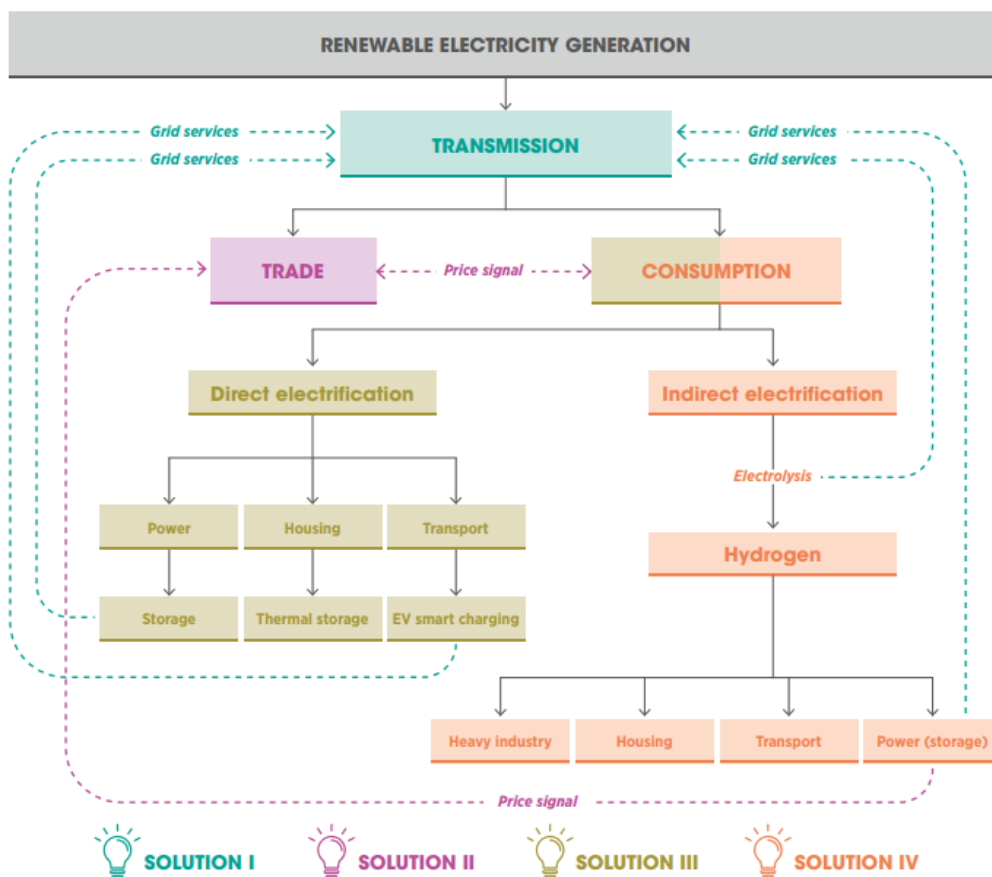 RENEWABLE ELECTRICITY GENERATION
Grid services
Grid services
TRANSMISSION
Grid services
Grid services
TRADE
Price signal
CONSUMPTION
Direct electrification
Indirect electrification
Electrolysis
Power
Housing
Transport
Hydrogen
Storage
Thermal storage
EV smart charging
Heavy industry
Housing
Transport
Power (storage)
Price signal
SOLUTION I
SOLUTION II
SOLUTION III
SOLUTION IV